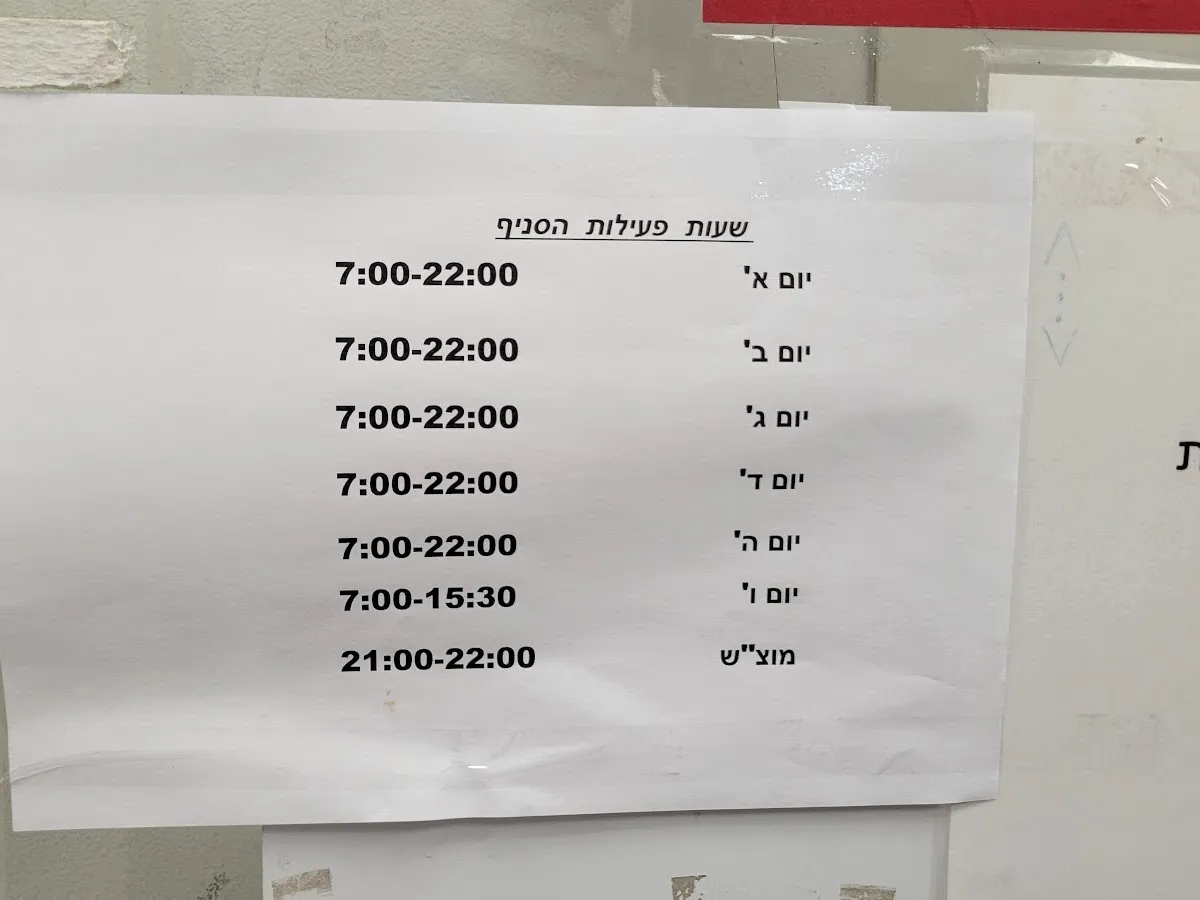 שעות פעילות הסניף
יום א' 7:00-22:00
יום ב' 7:00-22:00
יום ג' 7:00-22:00
יום ד' 7:00-22:00
יום ה' 7:00-22:00
יום ו' 7:00-15:30
מוצ"ש 21:00-22:00
ת